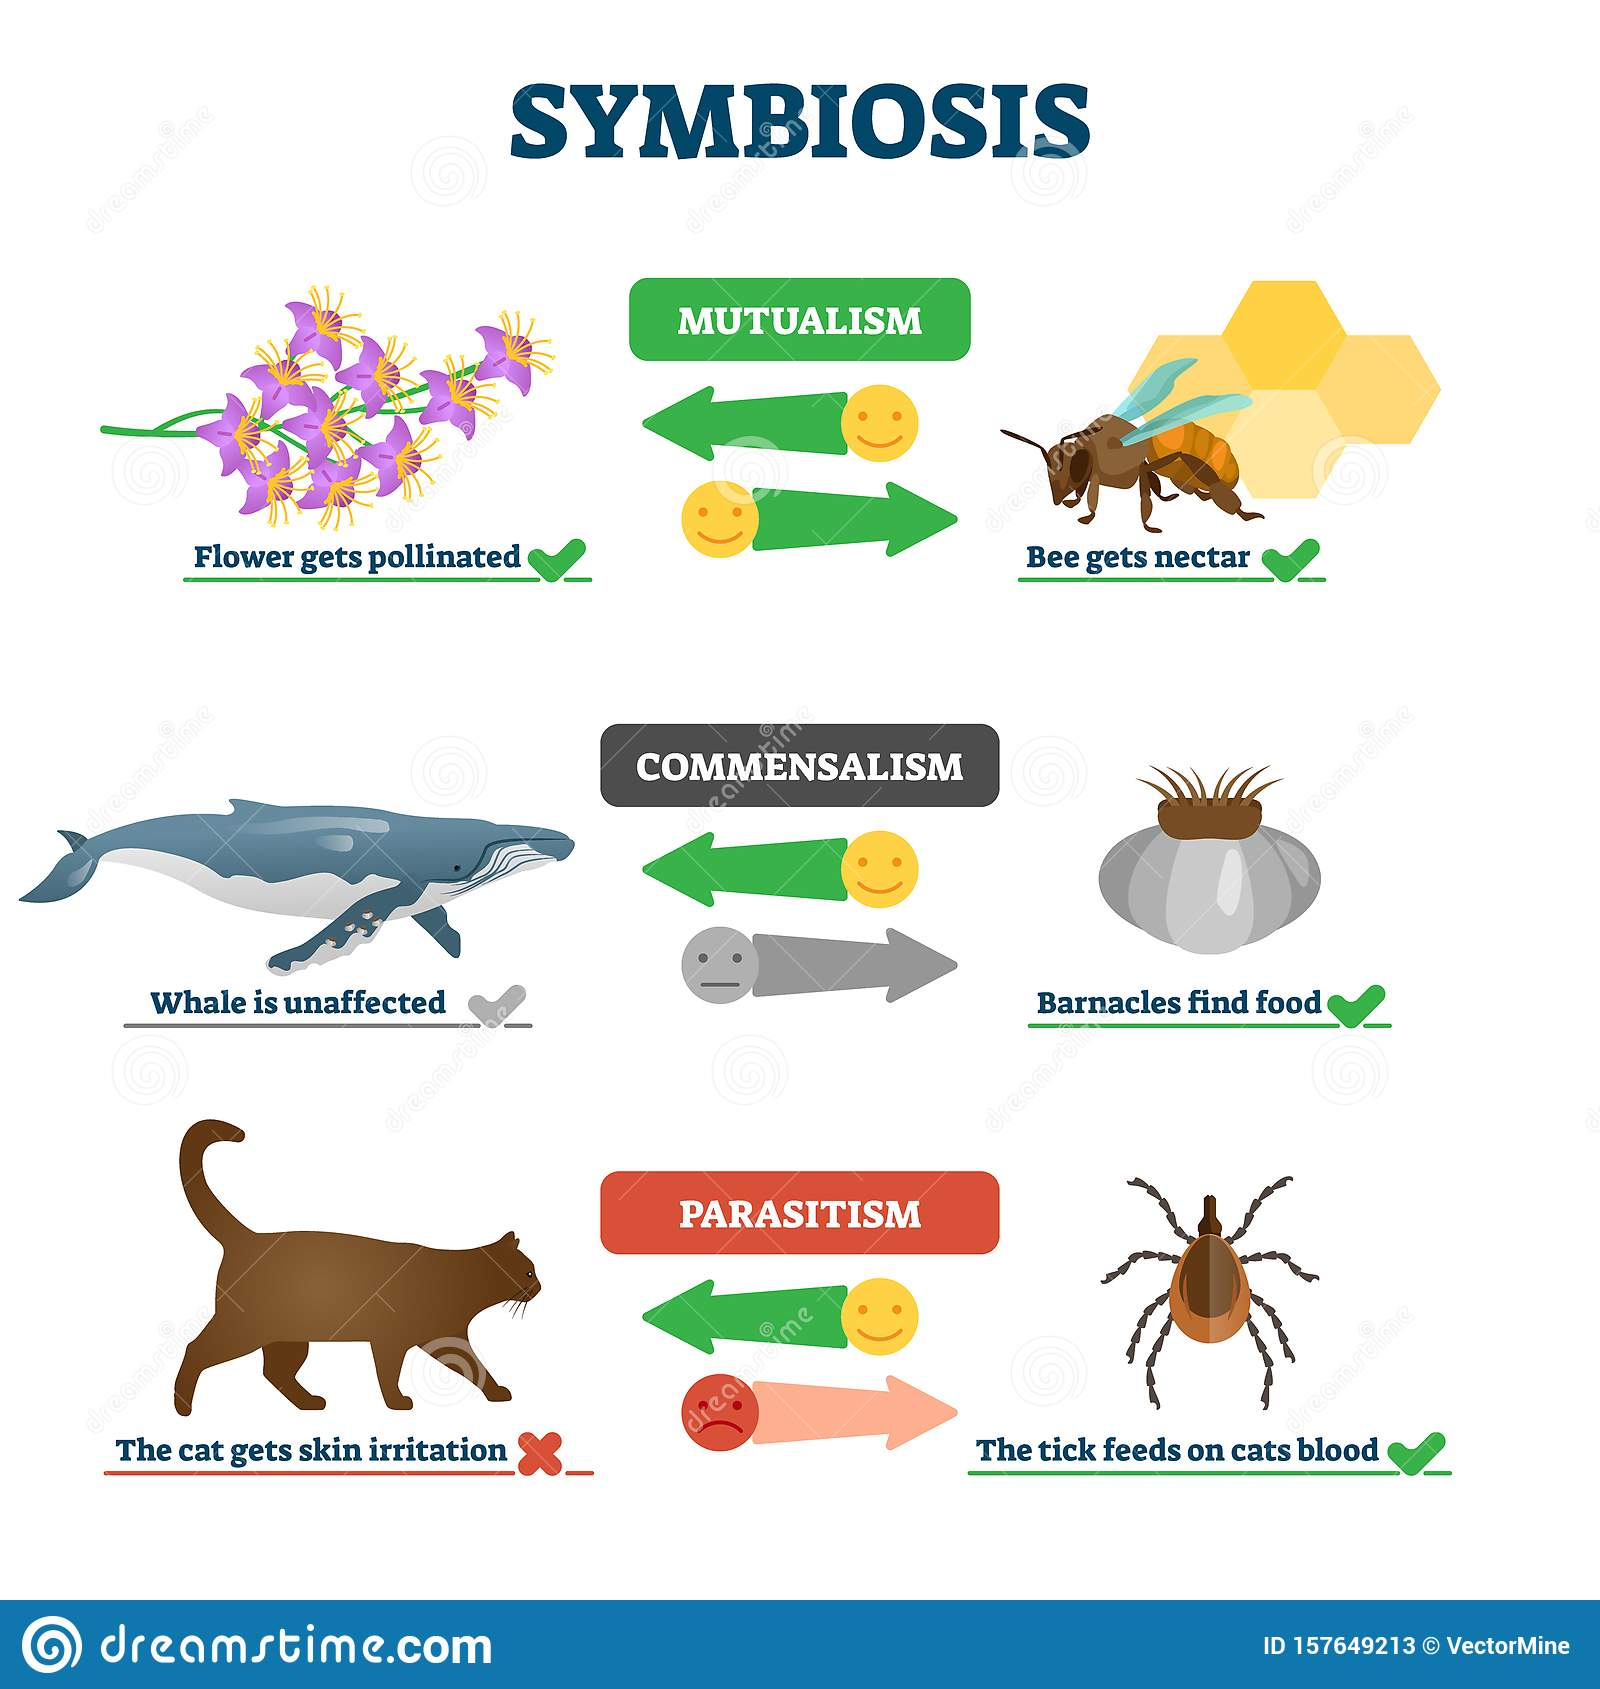 SYMBIOSIS
MUTUALISM
Flower gets pollinated
Bee gets nectar
COMMENSALISM
Whale is unaffected
Barnacles find food
PARASITISM
The cat gets skin irritation
The tick feeds on cats blood
dreamstime.com
ID 157649213 © VectorMine